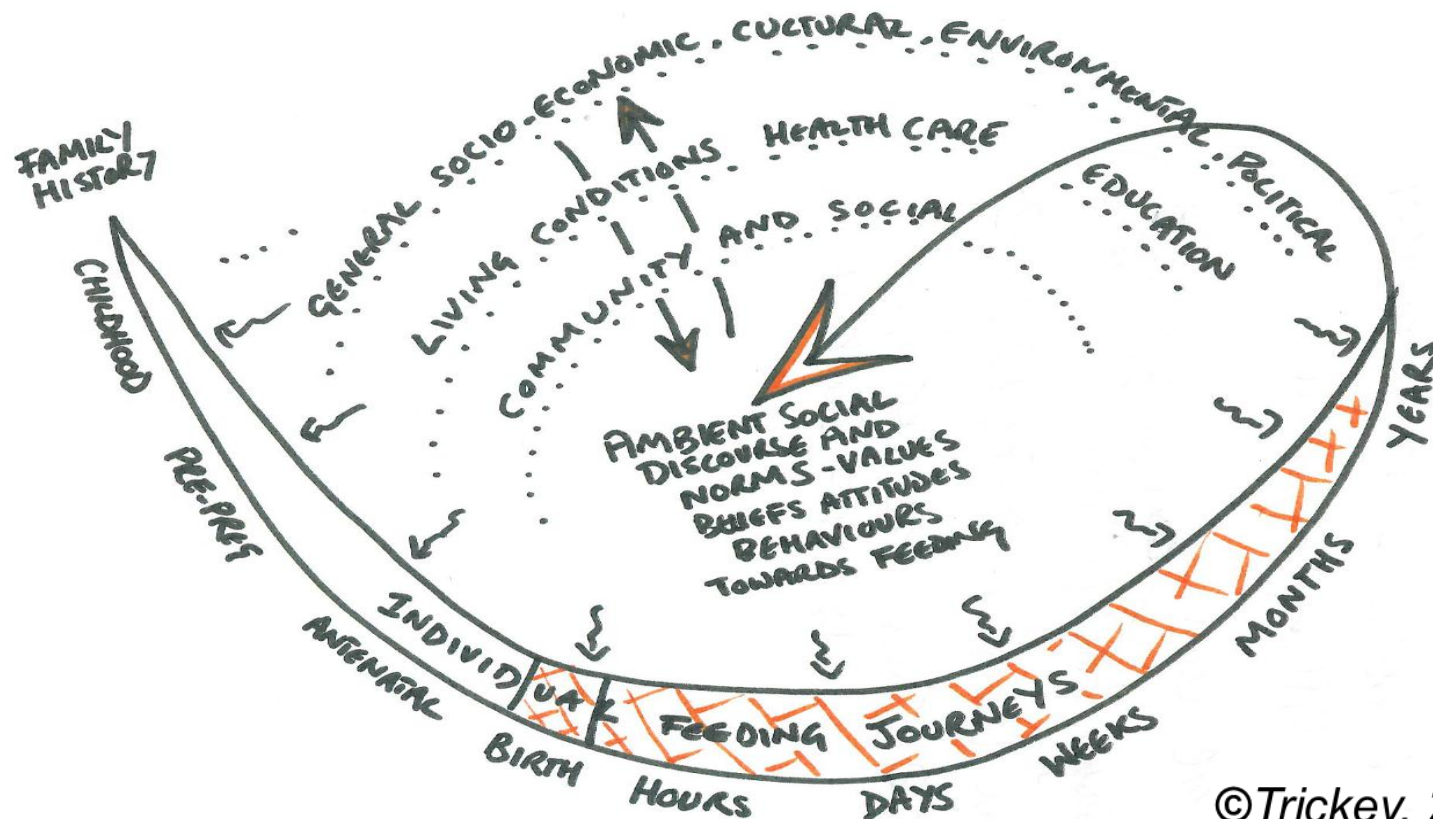 GENERAL SOCIO-ECONOMIC, CULTURAL, ENVIRONMENTAL, POLITICAL
LIVING CONDITIONS HEALTH CARE EDUCATION
COMMUNITY AND SOCIAL
FAMILY
HISTORY
CHILDHOOD
PRE-PREG
ANTENATAL
BIRTH
HOURS
DAYS
WEEKS
MONTHS
YEARS
AMBIENT SOCIAL
DISCOURSE AND
NORMS-VALUES
BELIEFS ATTITUDES
BEHAVIOURS
TOWARDS FEEDING
INDIVIDUAL FEEDING JOURNEYS
©Trickey,